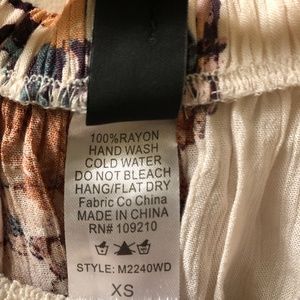 100%RAYON
HAND WASH
COLD WATER
DO NOT BLEACH
HANG/FLAT DRY
Fabric Co China
MADE IN CHINA
RN# 109210
STYLE: M2240WD
XS